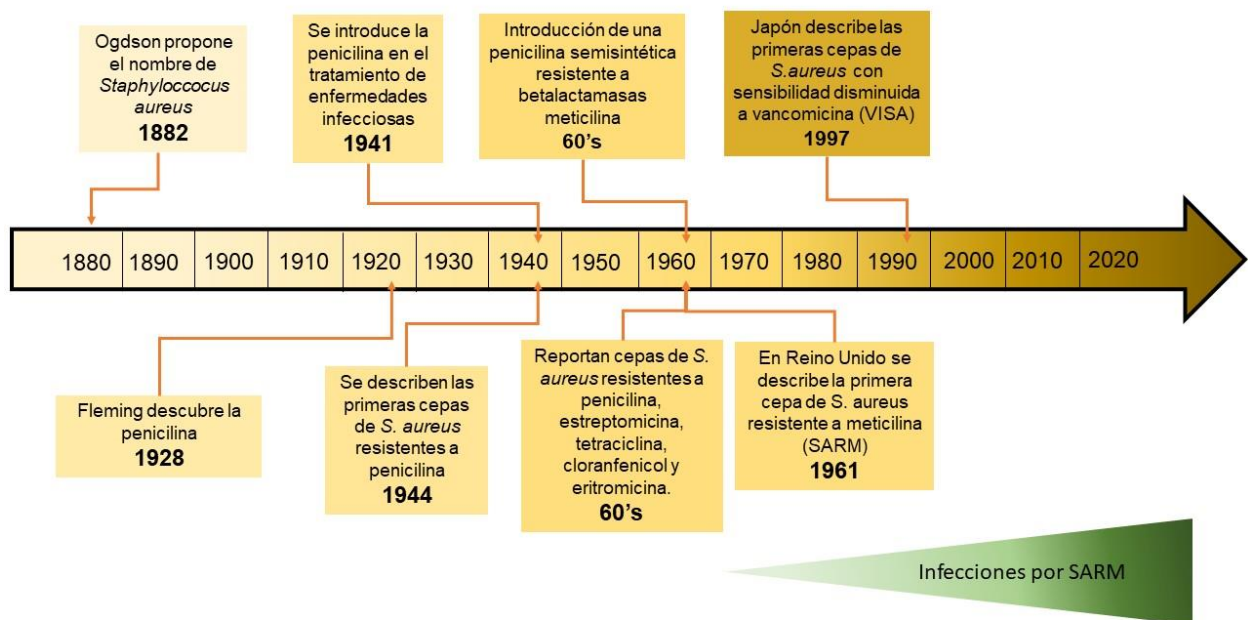 Ogdson propone
el nombre de
Staphyloccocus
aureus
1882
Se introduce la
penicilina en el
tratamiento de
enfermedades
infecciosas
1941
Introducción de una
penicilina semisintética
resistente a
betalactamasas
meticilina
60's
Japón describe las
primeras cepas de
S.aureus con
sensibilidad disminuida
a vancomicina (VISA)
1997
1880 1890 1900 1910 1920 1930 1940 1950 1960 1970 1980 1990 2000 2010 2020
Fleming descubre la
penicilina
1928
Se describen las
primeras cepas
de S. aureus
resistentes a
penicilina
1944
Reportan cepas de S.
aureus resistentes a
penicilina,
estreptomicina,
tetraciclina,
cloranfenicol y
eritromicina.
60's
En Reino Unido se
describe la primera
cepa de S. aureus
resistente a meticilina
(SARM)
1961
Infecciones por SARM